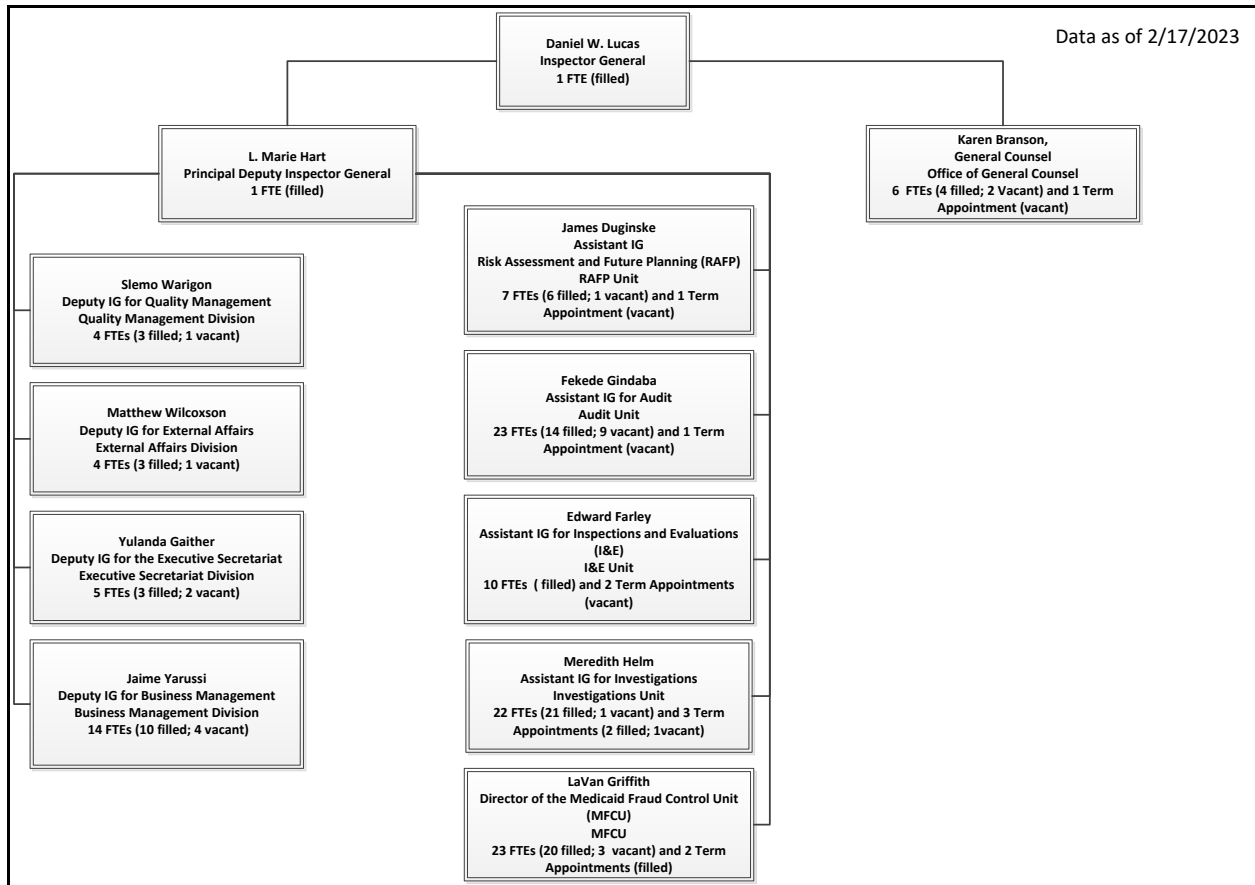 Data as of 2/17/2023
Daniel W. Lucas
Inspector General
1 FTE (filled)
L. Marie Hart
Principal Deputy Inspector General
1 FTE (filled)
Karen Branson,
General Counsel
Office of General Counsel
6 FTEs (4 filled; 2 Vacant) and 1 Term
Appointment (vacant)
Slemo Warigon
Deputy IG for Quality Management
Quality Management Division
4 FTEs (3 filled; 1 vacant)
Matthew Wilcoxson
Deputy IG for External Affairs
External Affairs Division
4 FTEs (3 filled; 1 vacant)
Yulanda Gaither
Deputy IG for the Executive Secretariat
Executive Secretariat Division
5 FTEs (3 filled; 2 vacant)
Jaime Yarussi
Deputy IG for Business Management
Business Management Division
14 FTEs (10 filled; 4 vacant)
James Duginske
Assistant IG
Risk Assessment and Future Planning (RAFP)
RAFP Unit
7 FTEs (6 filled; 1 vacant) and 1 Term
Appointment (vacant)
Fekede Gindaba
Assistant IG for Audit
Audit Unit
23 FTEs (14 filled; 9 vacant) and 1 Term
Appointment (vacant)
Edward Farley
Assistant IG for Inspections and Evaluations
(I&E)
I&E Unit
10 FTEs ( filled) and 2 Term Appointments
(vacant)
Meredith Helm
Assistant IG for Investigations
Investigations Unit
22 FTEs (21 filled; 1 vacant) and 3 Term
Appointments (2 filled; 1vacant)
LaVan Griffith
Director of the Medicaid Fraud Control Unit
(MFCU)
MFCU
23 FTEs (20 filled; 3 vacant) and 2 Term
Appointments (filled)